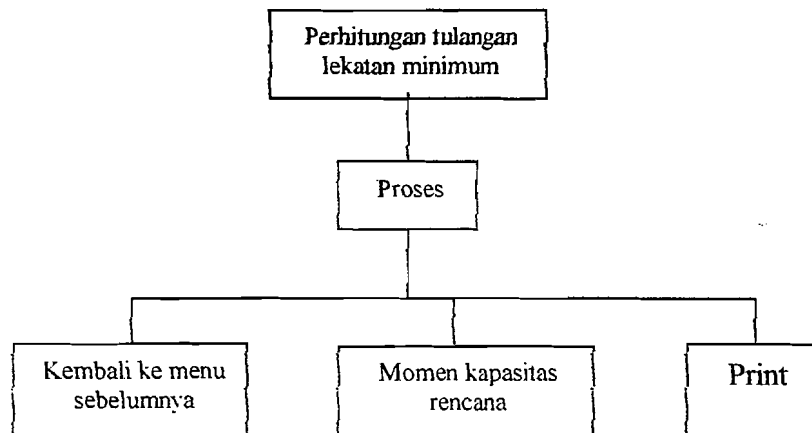 Perhitungan tulangan
lekatan minimum
Proses
Kembali ke menu
sebelumnya
Momen kapasitas
rencana
Print